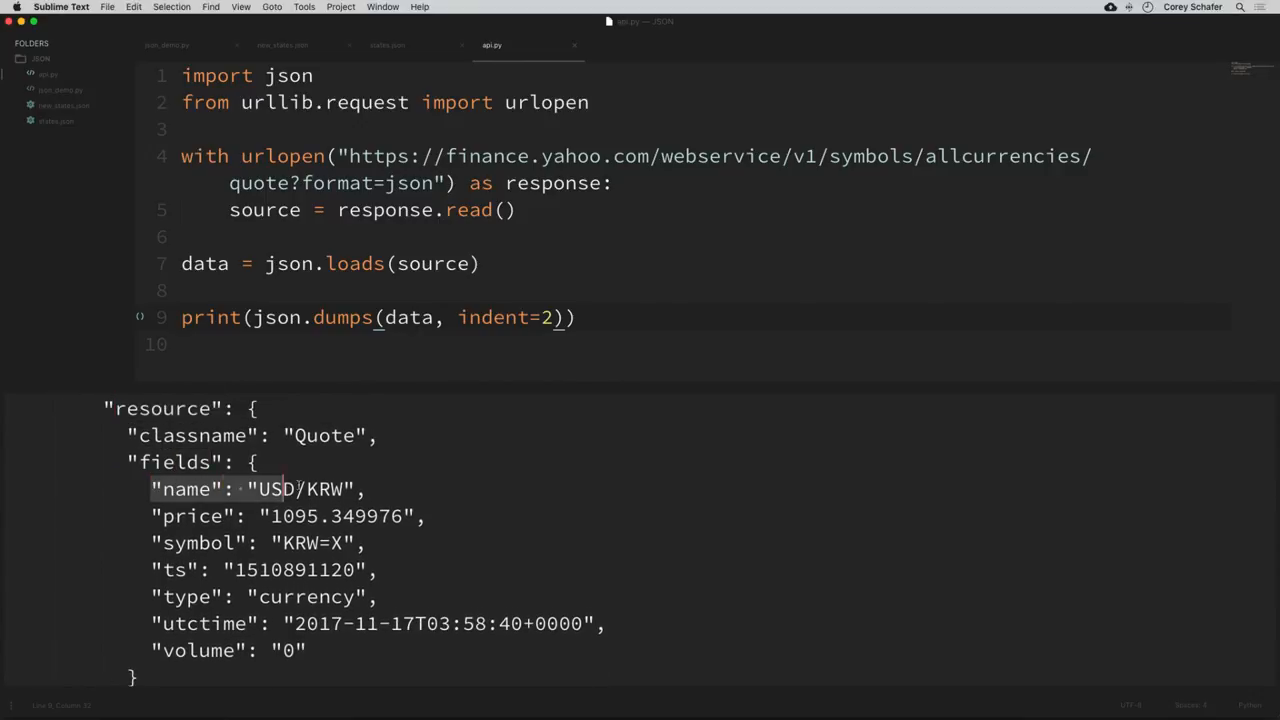 Sublime Text File Edit Selection Find View Goto Tools Project Window Help Corey Schafer
api.py — JSON
FOLDERS
JSON
api.py
json_demo.py
new_states.json
states.json
json_demo.py new_states.json states.json api.py
1 import json
2 from urllib.request import urlopen
3
4 with urlopen("https://finance.yahoo.com/webservice/v1/symbols/allcurrencies/
quote?format=json") as response:
5 source = response.read()
6
7 data = json.loads(source)
8
9 print(json.dumps(data, indent=2))
10
"resource": {
"classname": "Quote",
"fields": {
"name": "USD/KRW",
"price": "1095.349976",
"symbol": "KRW=X",
"ts": "1510891120",
"type": "currency",
"utctime": "2017-11-17T03:58:40+0000",
"volume": "0"
}
Line 9, Column 32 UTF-8 Python